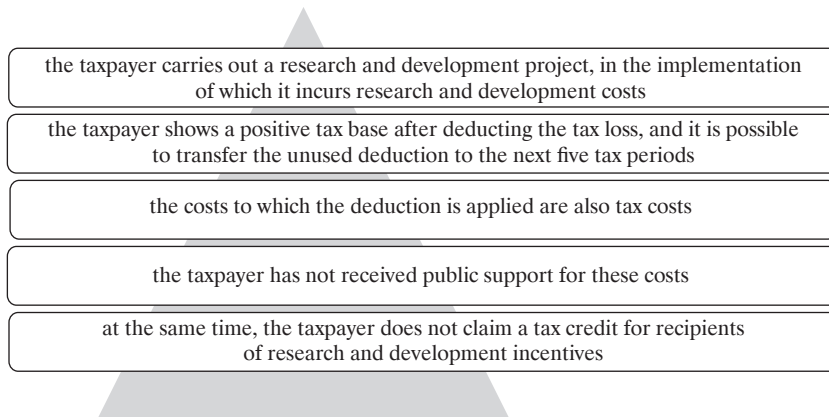 the taxpayer carries out a research and development project, in the implementation
of which it incurs research and development costs
the taxpayer shows a positive tax base after deducting the tax loss, and it is possible
to transfer the unused deduction to the next five tax periods
the costs to which the deduction is applied are also tax costs
the taxpayer has not received public support for these costs
at the same time, the taxpayer does not claim a tax credit for recipients
of research and development incentives